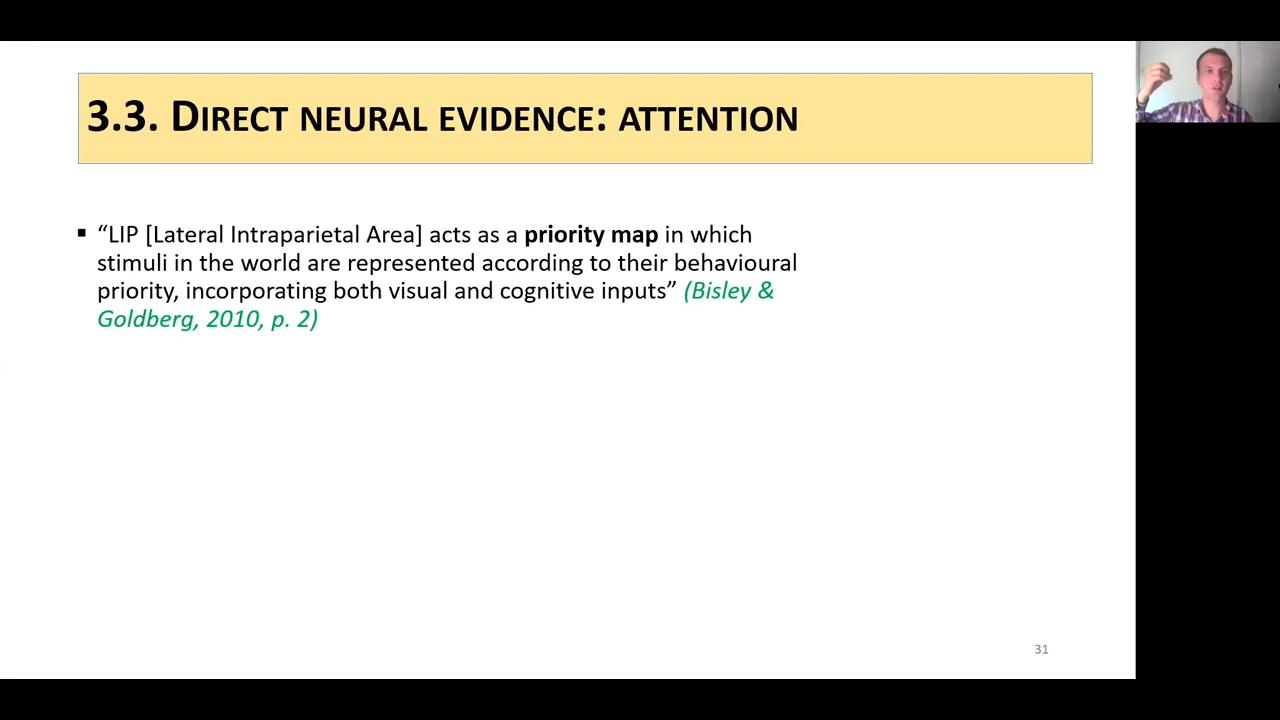 3.3. DIRECT NEURAL EVIDENCE: ATTENTION
▪ “LIP [Lateral Intraparietal Area] acts as a priority map in which
stimuli in the world are represented according to their behavioural
priority, incorporating both visual and cognitive inputs” (Bisley &
Goldberg, 2010, p. 2)
31